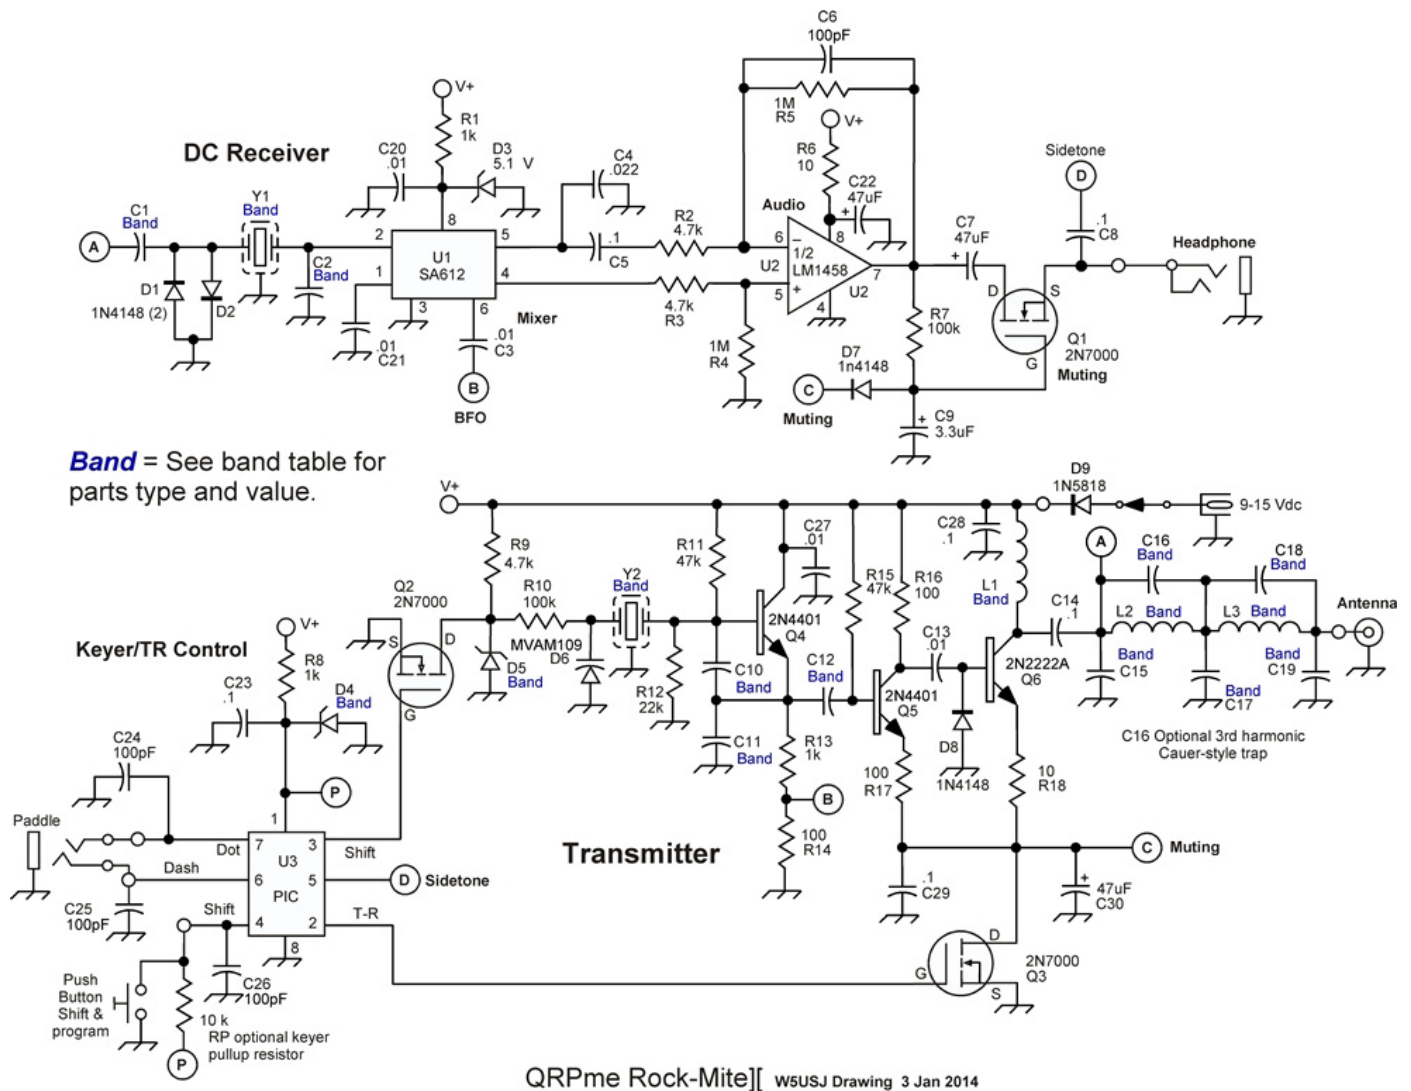 C6
100pF
V+
R1
1k
1M
R5
V+
DC Receiver
C20
.01
D3
5.1 V
C4
.022
R6
10
Sidetone
D
C22
47uF
Y1
Band
C1
Band
Audio
R2
4.7k
C7
47uF
.1
C8
Headphone
A
8
2
5
.1
C5
6
−
8
1/2
U1
SA612
C2
Band
U2
LM1458
7
+
D
S
D1
1N4148 (2)
D2
1
4
4.7k
R3
5
+
4
U2
R7
100k
3
6
Mixer
Q1
2N7000
G
Muting
.01
C21
.01
C3
1M
R4
D7
1n4148
B
BFO
C
Muting
+
C9
3.3uF
Band = See band table for
parts type and value.
V+
D9
1N5818
9-15 Vdc
C28
.1
C27
.01
R9
4.7k
R11
47k
A
C16
Band
C18
Band
Q2
2N7000
R10
100k
Y2
Band
R15
47k
R16
100
L1
Band
C14
.1
L2
Band
L3
Band
Antenna
V+
2N4401
Q4
S
D
MVAM109
D6
C13
.01
Keyer/TR Control
R8
1k
D5
Band
C10
Band
C12
Band
2N4401
Q5
2N2222A
Q6
Band
C15
Band
C17
Band
C19
C23
.1
D4
Band
G
R12
22k
C16 Optional 3rd harmonic
Cauer-style trap
C11
Band
R13
1k
D8
1N4148
C24
100pF
100
R17
10
R18
P
B
Paddle
1
7
3
Dot
Shift
U3
PIC
100
R14
Transmitter
C
Muting
Dash
6
5
D
Sidetone
.1
C29
+
47uF
C30
C25
100pF
Shift
4
2
T-R
8
D
2N7000
Q3
G
S
C26
100pF
Push
Button
Shift &
program
10 k
RP optional keyer
pullup resistor
P
QRPme Rock-Mite][ W5USJ Drawing 3 Jan 2014